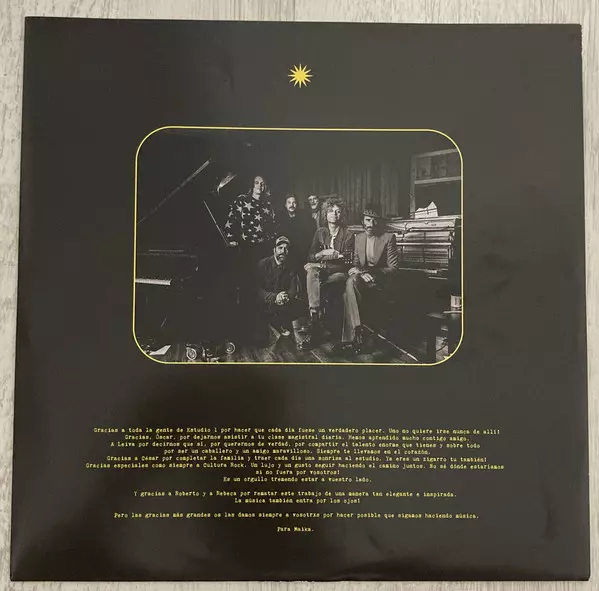 Gracias a toda la gente de Estudio 1 por hacer que cada día fuese un verdadero placer. Uno no quiere irse nunca de allí!
Gracias, Óscar, por dejarnos asistir a tu clase magistral diaria. Hemos aprendido mucho contigo amigo.
A Leiva por decirnos que sí, por querernos de verdad, por compartir el talento enorme que tienes y sobre todo
por ser un caballero y un amigo maravilloso. Siempre te llevamos en el corazón.
Gracias a César por completar la familia y traer cada día una sonrisa al estudio. Ya eres un zigarro tu también!
Gracias especiales como siempre a Cultura Rock. Un lujo y un gusto seguir haciendo el camino juntos. No sé dónde estaríamos
si no fuera por vosotros!
Es un orgullo tremendo estar a vuestro lado.
Y gracias a Roberto y a Rebeca por rematar este trabajo de una manera tan elegante e inspirada.
La música también entra por los ojos!
Pero las gracias más grandes os las damos siempre a vosotrxs por hacer posible que sigamos haciendo música.
Para Maika.